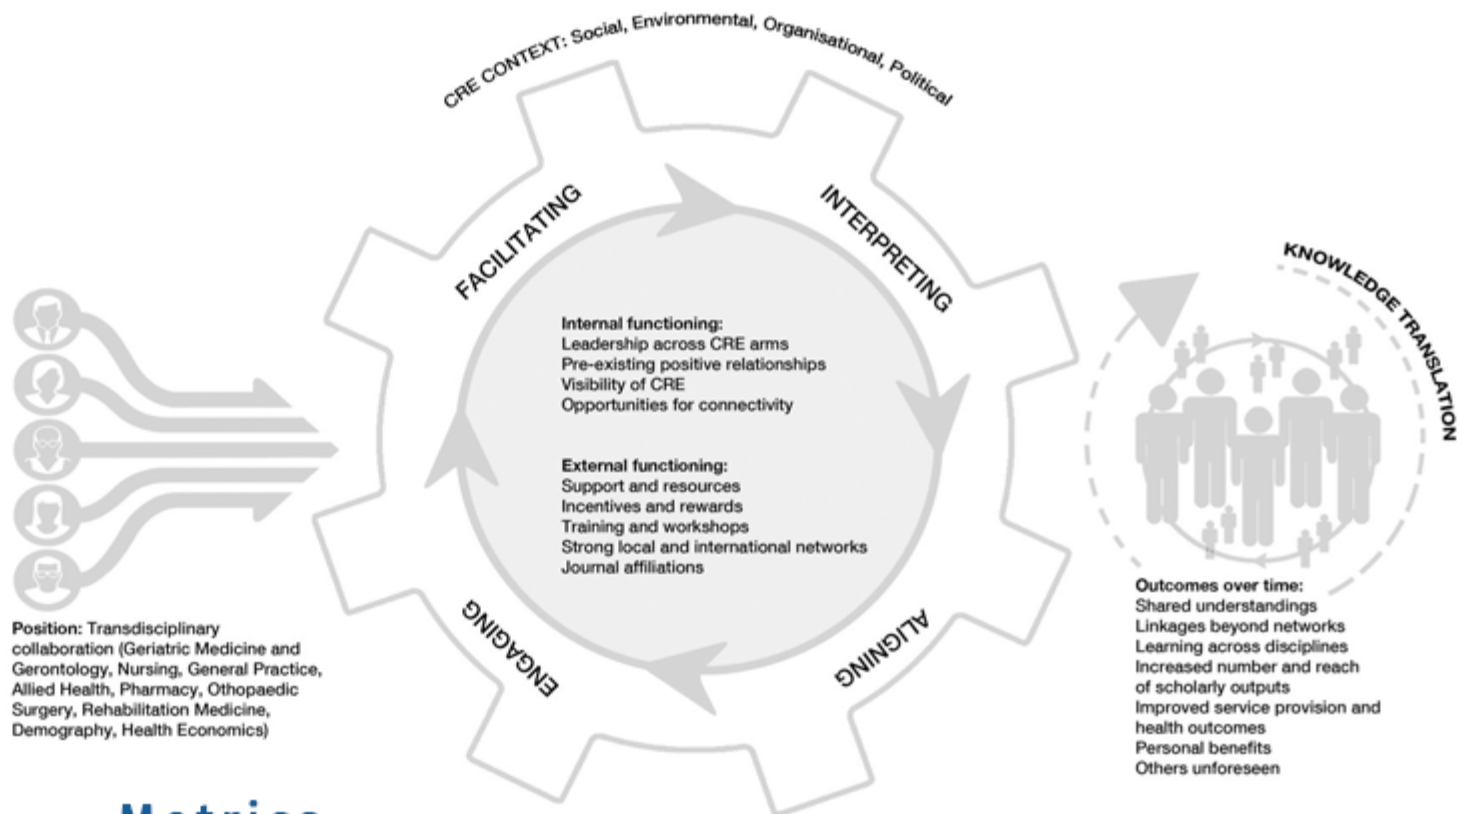 CRE CONTEXT: Social, Environmental, Organisational, Political
FACILITATING
INTERPRETING
ALIGNING
ENGAGING
Internal functioning:
Leadership across CRE arms
Pre-existing positive relationships
Visibility of CRE
Opportunities for connectivity
External functioning:
Support and resources
Incentives and rewards
Training and workshops
Strong local and international networks
Journal affiliations
Position: Transdisciplinary
collaboration (Geriatric Medicine and
Gerontology, Nursing, General Practice,
Allied Health, Pharmacy, Othopaedic
Surgery, Rehabilitation Medicine,
Demography, Health Economics)
KNOWLEDGE TRANSLATION
Outcomes over time:
Shared understandings
Linkages beyond networks
Learning across disciplines
Increased number and reach
of scholarly outputs
Improved service provision and
health outcomes
Personal benefits
Others unforeseen